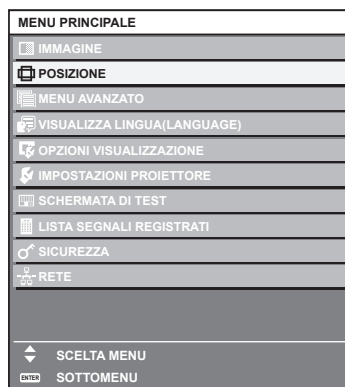 MENU PRINCIPALE
IMMAGINE
POSIZIONE
MENU AVANZATO
VISUALIZZA LINGUA(LANGUAGE)
OPZIONI VISUALIZZAZIONE
IMPOSTAZIONI PROIETTORE
SCHERMATA DI TEST
LISTA SEGNALI REGISTRATI
SICUREZZA
RETE
SCELTA MENU
ENTER SOTTOMENU